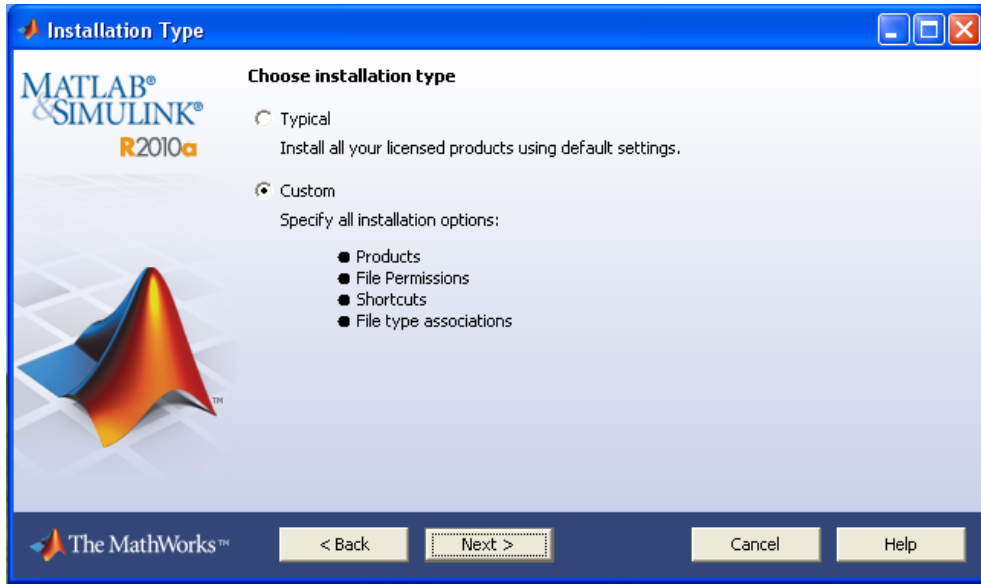 Installation Type
MATLAB®
&SIMULINK®
R2010a
TM
Choose installation type
Typical
Install all your licensed products using default settings.
Custom
Specify all installation options:
● Products
● File Permissions
● Shortcuts
● File type associations
The MathWorks™
< Back
Next >
Cancel
Help